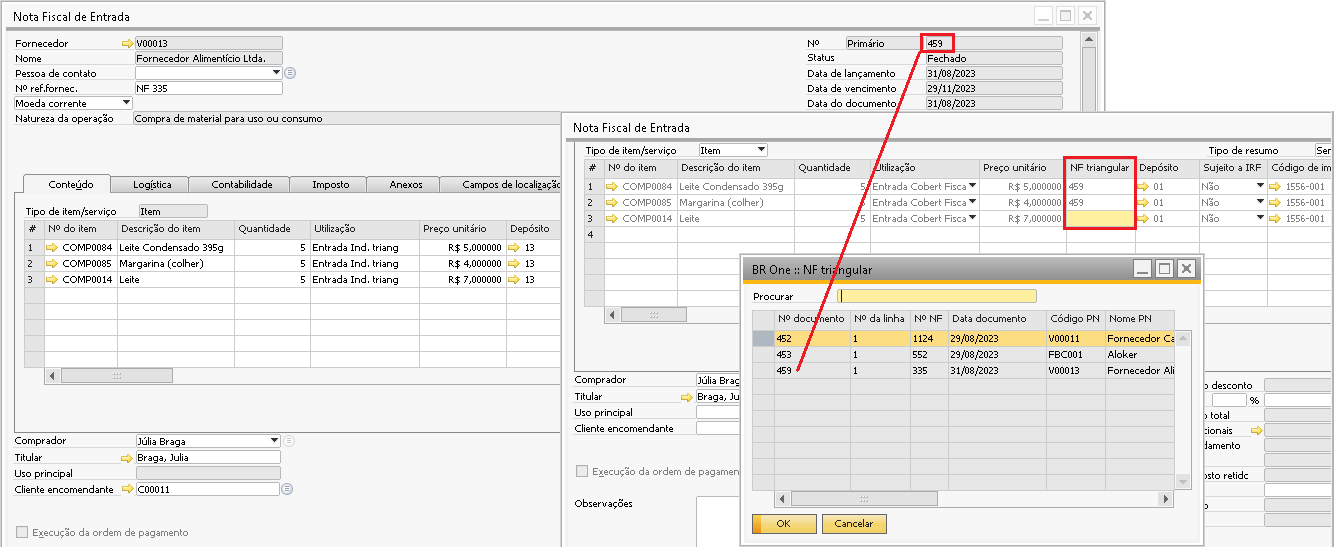 Nota Fiscal de Entrada
Fornecedor V00013
Nome Fornecedor Alimentício Ltda.
Pessoa de contato
Nº ref.fornec. NF 335
Moeda corrente
Natureza da operação Compra de material para uso ou consumo
Nº Primário 459
Status Fechado
Data de lançamento 31/08/2023
Data de vencimento 29/11/2023
Data do documento 31/08/2023
Conteúdo Logística Contabilidade Imposto Anexos Campos de localização
Tipo de item/serviço Item
# Nº do item Descrição do item Quantidade Utilização Preço unitário Depósito
1 COMP0084 Leite Condensado 395g 5 Entrada Ind. triang R$ 5,000000 13
2 COMP0085 Margarina (colher) 5 Entrada Ind. triang R$ 4,000000 13
3 COMP0014 Leite 5 Entrada Ind. triang R$ 7,000000 13
Comprador Júlia Braga
Titular Braga, Julia
Uso principal
Cliente encomendante C00011
Execução da ordem de pagamento
Nota Fiscal de Entrada
Tipo de item/serviço Item Tipo de resumo Ser
# Nº do item Descrição do item Quantidade Utilização Preço unitário NF triangular Depósito Sujeito a IRF Código de im
1 COMP0084 Leite Condensado 395g 5 Entrada Cobert Fisca R$ 5,000000 459 01 Não 1556-001
2 COMP0085 Margarina (colher) 5 Entrada Cobert Fisca R$ 4,000000 459 01 Não 1556-001
3 COMP0014 Leite 5 Entrada Cobert Fisca R$ 7,000000 01 Não 1556-001
4
Comprador Júlia Brag
Titular Braga, Ju
Uso principal
Cliente encomendante
Execução da ordem de pagamen
Observações
o desconto
%
o total
cionais
damento
osto retidc
o
BR One :: NF triangular
Procurar
Nº documento Nº da linha Nº NF Data documento Código PN Nome PN
452 1 1124 29/08/2023 V00011 Fornecedor Ca
453 1 552 29/08/2023 FBC001 Aloker
459 1 335 31/08/2023 V00013 Fornecedor Ali
OK Cancelar